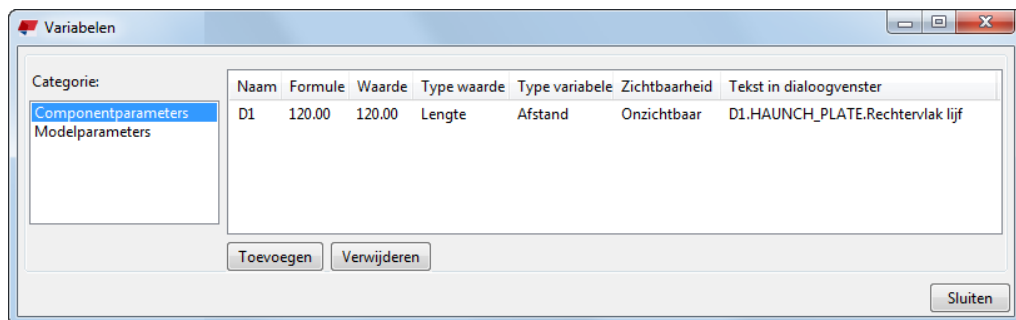 Variabelen
Categorie:
Componentparameters
Modelparameters
Naam Formule Waarde Type waarde Type variabele Zichtbaarheid Tekst in dialoogvenster
D1 120.00 120.00 Lengte Afstand Onzichtbaar D1.HAUNCH_PLATE.Rechtervlak lijf
Toevoegen Verwijderen
Sluiten